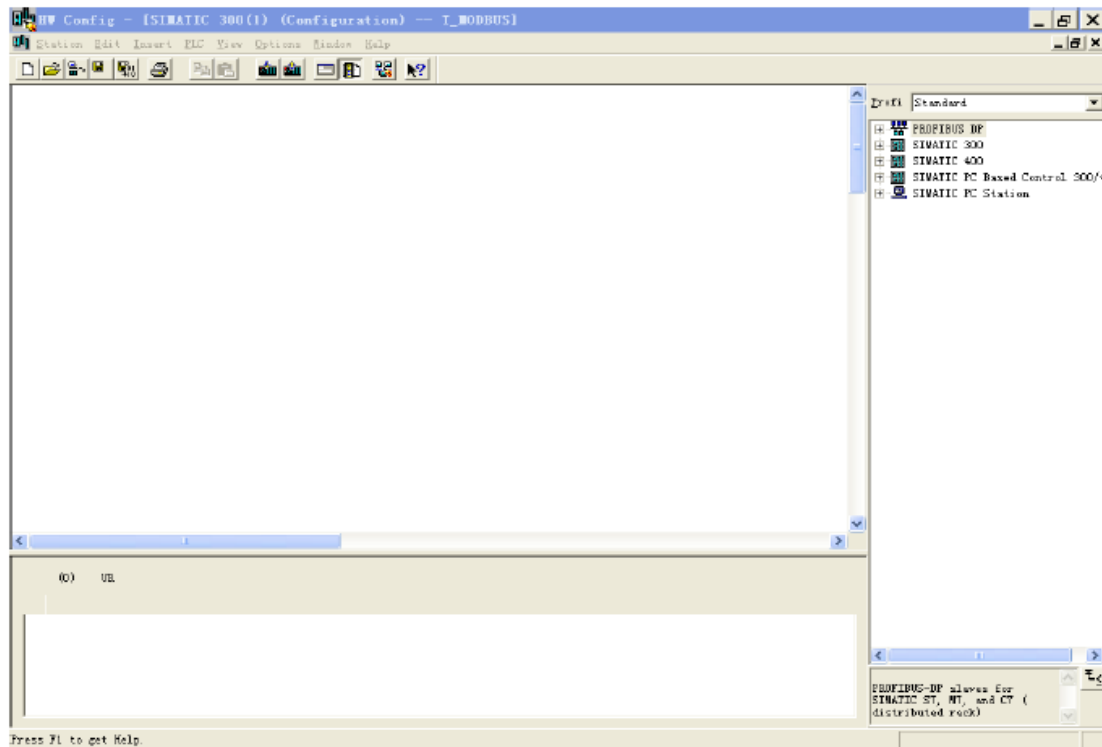 HW Config - [SIMATIC 300(1) (Configuration) -- T_MODBUS]
Station Edit Insert PLC View Options Window Help
Profi Standard
PROFIBUS DP
SIMATIC 300
SIMATIC 400
SIMATIC PC Based Control 300/
SIMATIC PC Station
(0) UR
PROFIBUS-DP slaves for
SIMATIC S7, M7, and C7 (
distributed rack)
Press F1 to get Help.